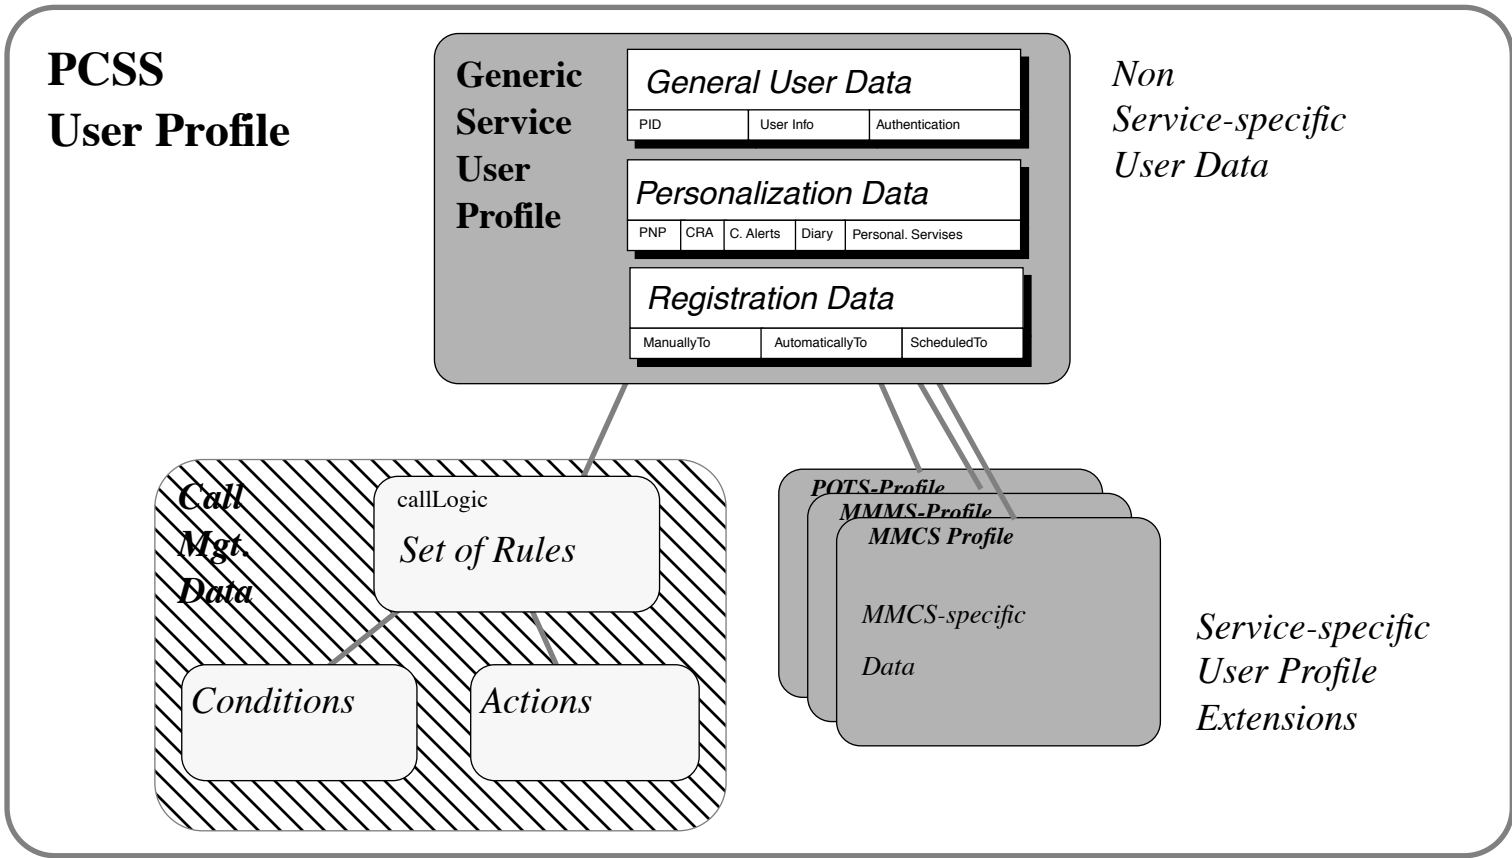 PCSS
User Profile
Generic
Service
User
Profile
General User Data
PID User Info Authentication
Personalization Data
PNP CRA C. Alerts Diary Personal. Servises
Registration Data
ManuallyTo AutomaticallyTo ScheduledTo
Non
Service-specific
User Data
Call
Mgt.
Data
callLogic
Set of Rules
Conditions
Actions
POTS-Profile
MMMS-Profile
MMCS Profile
MMCS-specific
Data
Service-specific
User Profile
Extensions